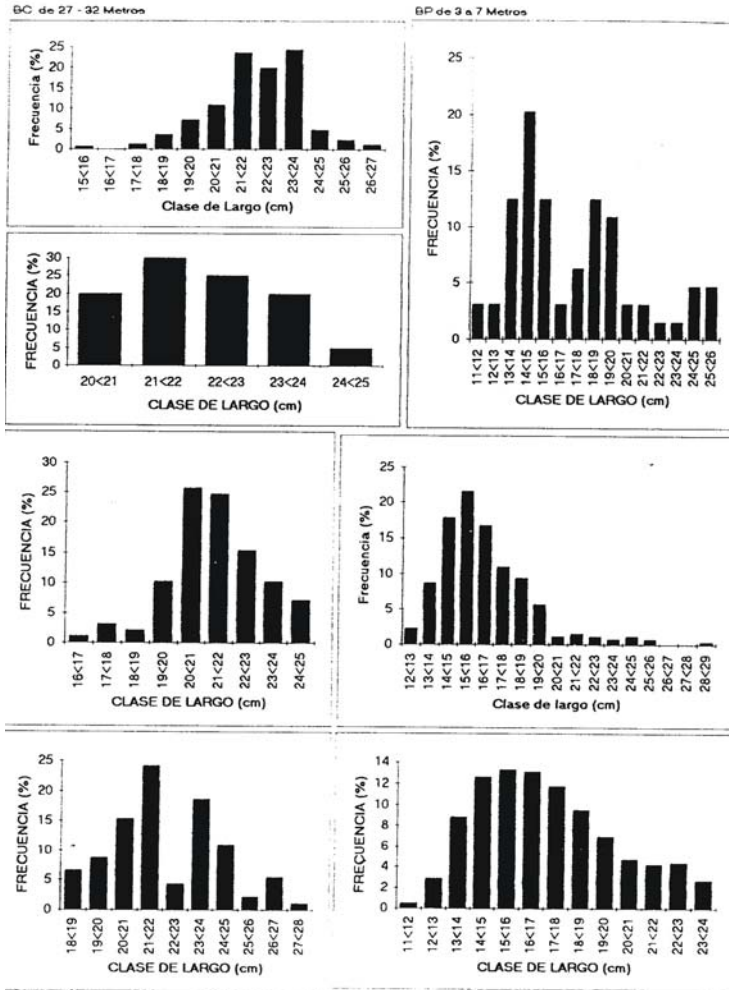 BC de 27 - 32 Metros
Frecuencia (%)
25
20
15
10
5
0
15<16 16<17 17<18 18<19 19<20 20<21 21<22 22<23 23<24 24<25 25<26 26<27
Clase de Largo (cm)
FRECUENCIA (%)
30
25
20
15
10
5
0
20<21 21<22 22<23 23<24 24<25
CLASE DE LARGO (cm)
BP de 3 a 7 Metros
FRECUENCIA (%)
25
20
15
10
5
0
11<12 12<13 13<14 14<15 15<16 16<17 17<18 18<19 19<20 20<21 21<22 22<23 23<24 24<25 25<26
CLASE DE LARGO (cm)
FRECUENCIA (%)
30
25
20
15
10
5
0
16<17 17<18 18<19 19<20 20<21 21<22 22<23 23<24 24<25
CLASE DE LARGO (cm)
Frecuencia (%)
25
20
15
10
5
0
12<13 13<14 14<15 15<16 16<17 17<18 18<19 19<20 20<21 21<22 22<23 23<24 24<25 25<26 26<27 27<28 28<29
Clase de largo (cm)
FRECUENCIA (%)
25
20
15
10
5
0
18<19 19<20 20<21 21<22 22<23 23<24 24<25 25<26 26<27 27<28
CLASE DE LARGO (cm)
FRECUENCIA (%)
14
12
10
8
6
4
2
0
11<12 12<13 13<14 14<15 15<16 16<17 17<18 18<19 19<20 20<21 21<22 22<23 23<24
CLASE DE LARGO (cm)